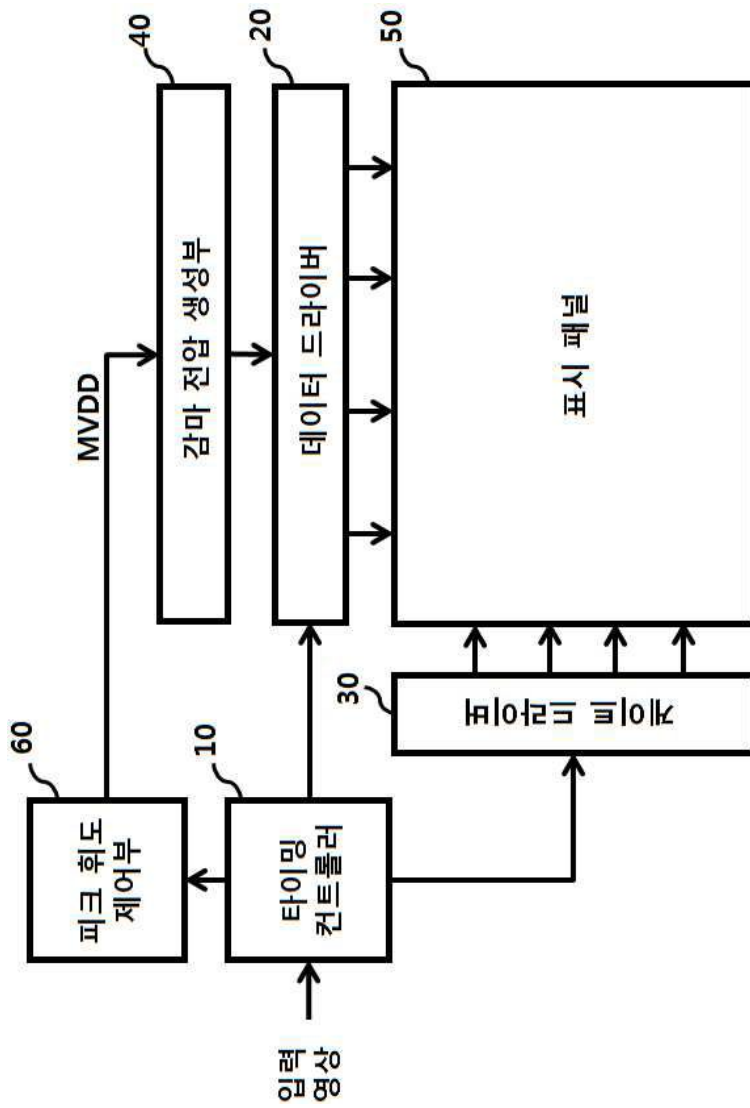 60
피크 휘도
제어부
MVDD
40
감마 전압 생성부
입력
영상
10
타이밍
컨트롤러
20
데이터 드라이버
30
게이트 드라이버
50
표시 패널